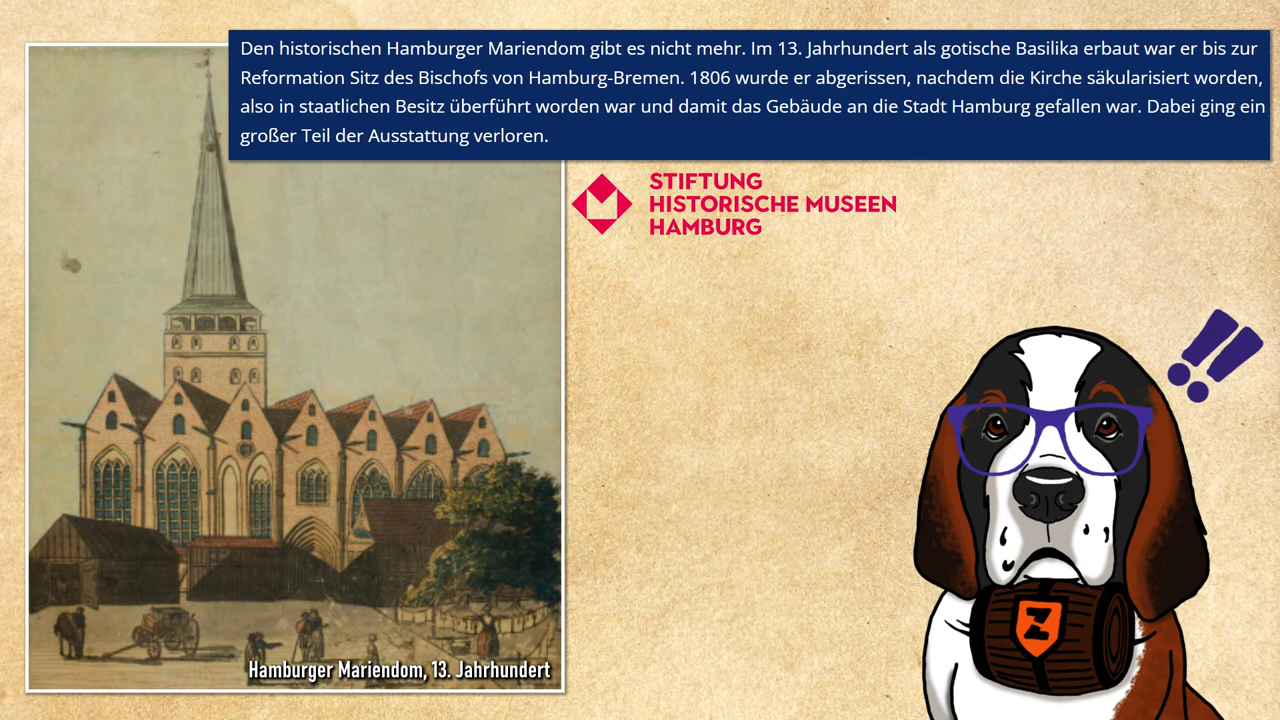 Den historischen Hamburger Mariendom gibt es nicht mehr. Im 13. Jahrhundert als gotische Basilika erbaut war er bis zur
Reformation Sitz des Bischofs von Hamburg-Bremen. 1806 wurde er abgerissen, nachdem die Kirche säkularisiert worden,
also in staatlichen Besitz überführt worden war und damit das Gebäude an die Stadt Hamburg gefallen war. Dabei ging ein
großer Teil der Ausstattung verloren.
STIFTUNG
HISTORISCHE MUSEEN
HAMBURG
!!
Z
Hamburger Mariendom, 13. Jahrhundert